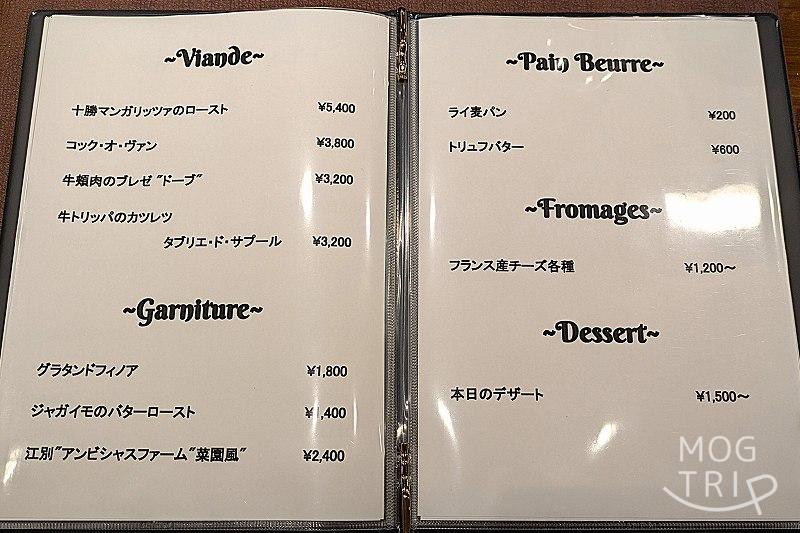 ~Viande~
十勝マンガリッツァのロースト ¥5,400
コック・オ・ヴァン ¥3,800
牛頬肉のブレゼ "ドーブ" ¥3,200
牛トリッパのカツレツ
タブリエ・ド・サプール ¥3,200
~Garniture~
グラタンドフィノア ¥1,800
ジャガイモのバターロースト ¥1,400
江別"アンビシャスファーム"菜園風" ¥2,400
~Pain Beurre~
ライ麦パン ¥200
トリュフバター ¥600
~Fromages~
フランス産チーズ各種 ¥1,200～
~Dessert~
本日のデザート ¥1,500～
MOG
TRIP